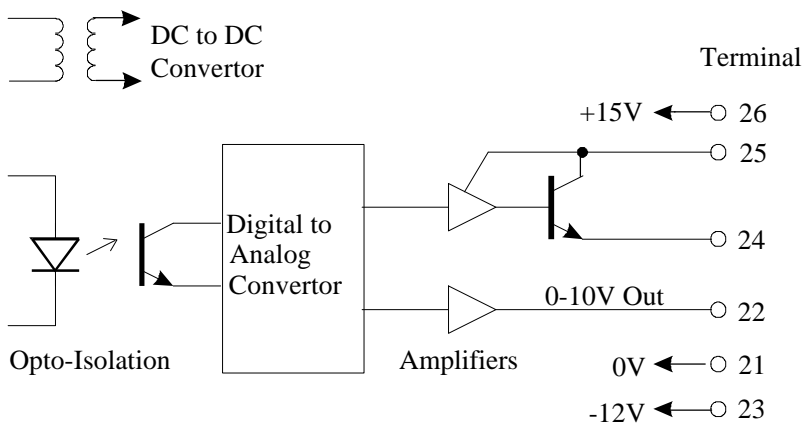 DC to DC
Convertor
Terminal
+15V 26
25
Digital to
Analog
Convertor
24
0-10V Out 22
Opto-Isolation
Amplifiers
0V 21
-12V 23